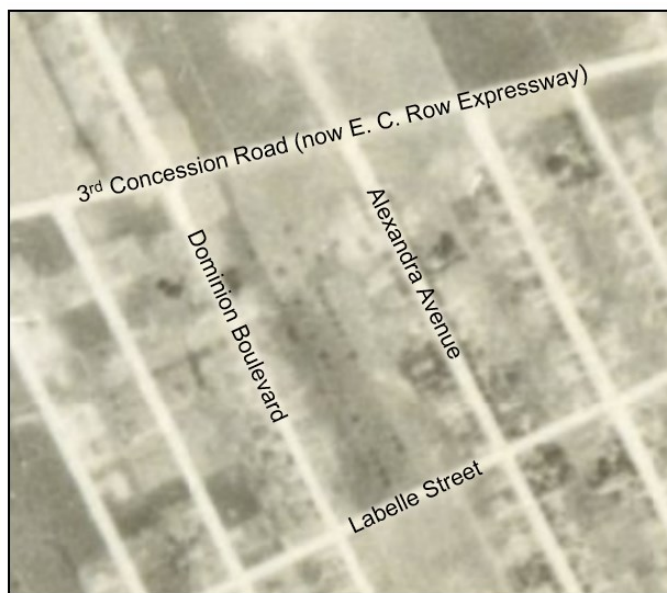 3rd Concession Road (now E. C. Row Expressway)
Alexandra Avenue
Dominion Boulevard
Labelle Street